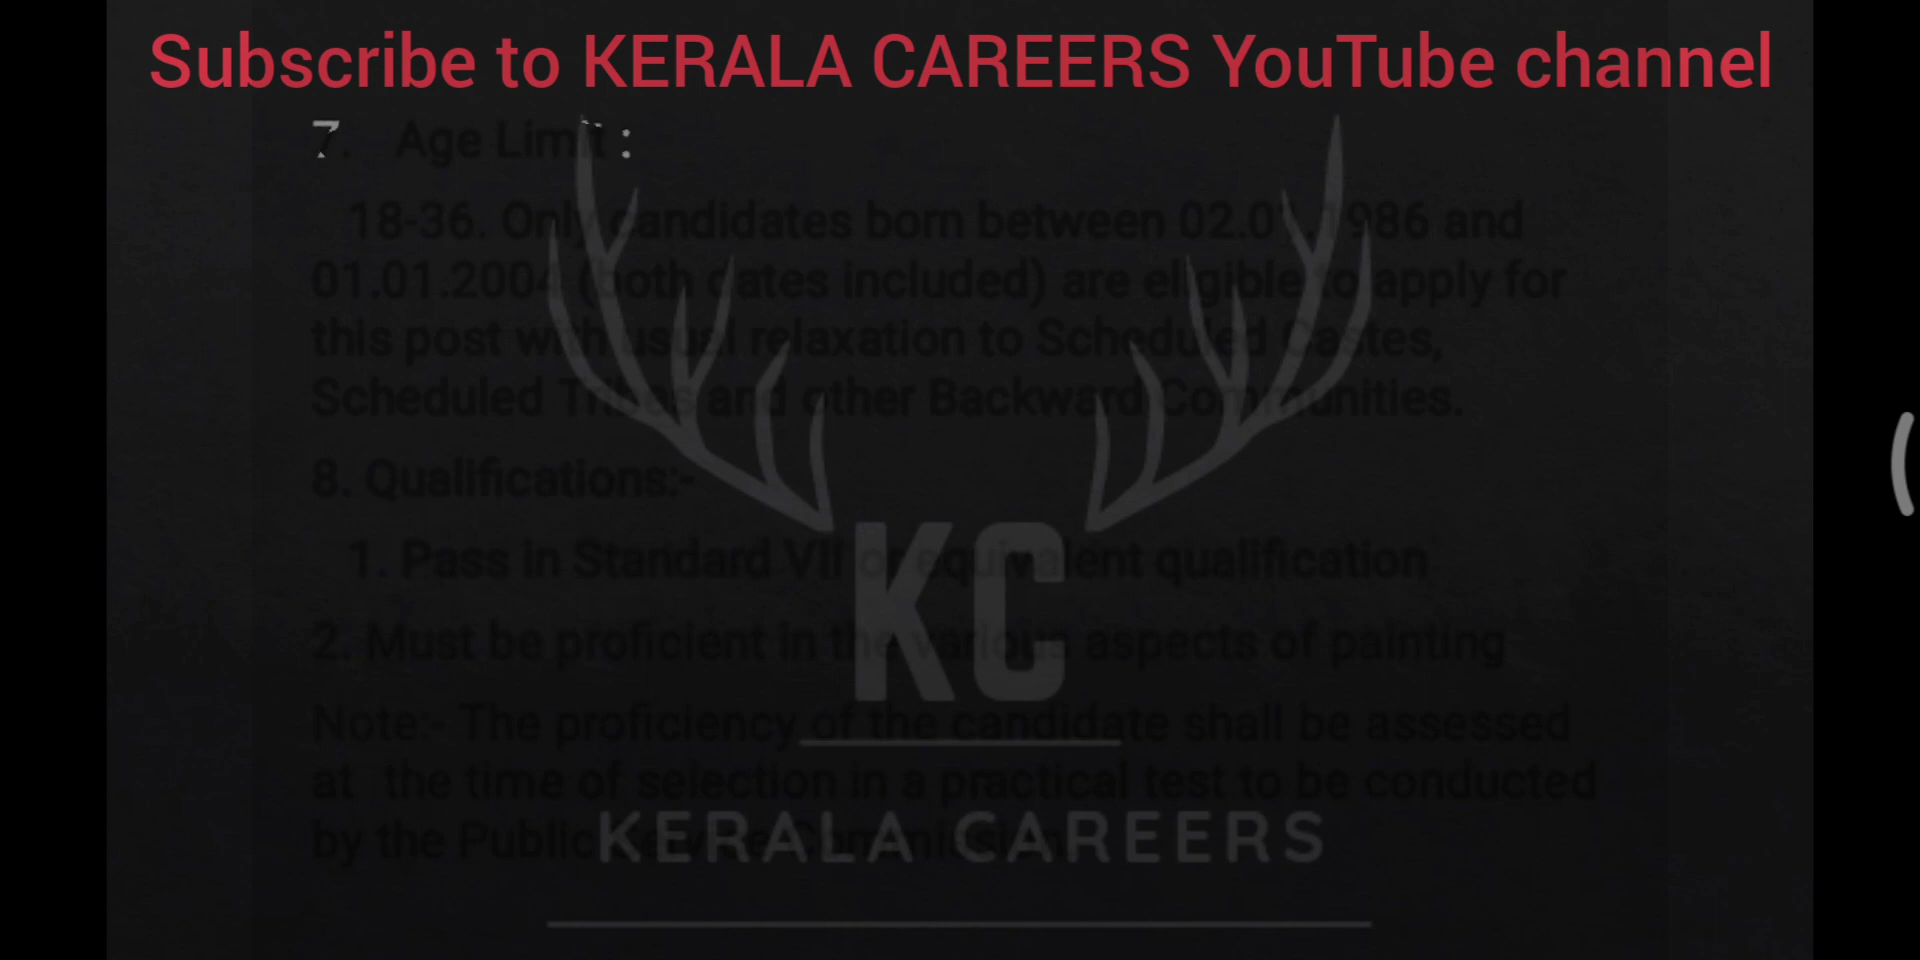 Subscribe to KERALA CAREERS YouTube channel
7. Age Limit :
18-36. Only candidates born between 02.01.1986 and
01.01.2004 (both dates included) are eligible to apply for
this post with usual relaxation to Scheduled Castes,
Scheduled Tribes and other Backward Communities.
8. Qualifications:-
1. Pass in Standard VII or equivalent qualification
2. Must be proficient in the various aspects of painting
Note:- The proficiency of the candidate shall be assessed
at the time of selection in a practical test to be conducted
by the Public Service Commission.
KC
KERALA CAREERS